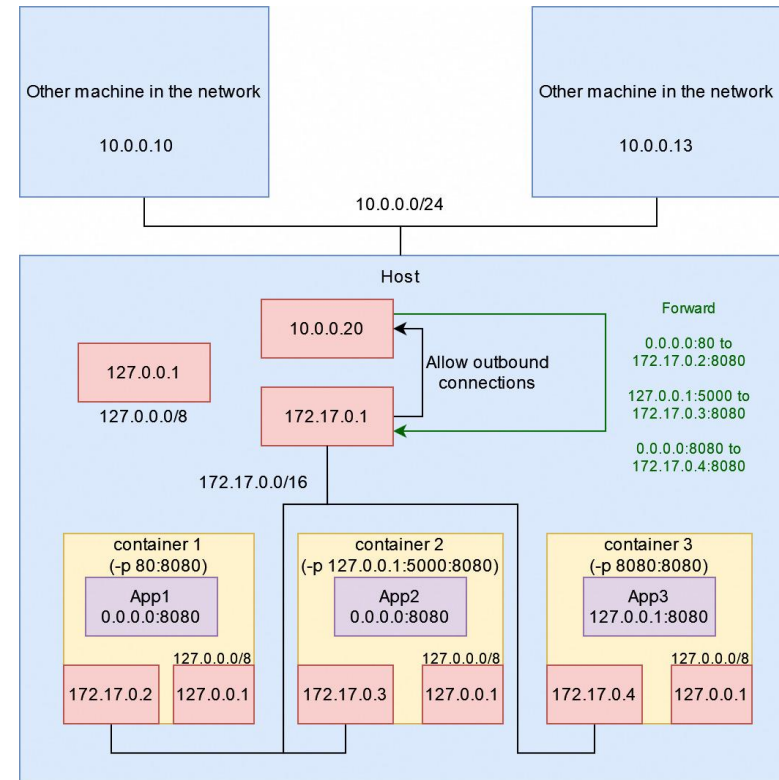 Other machine in the network
10.0.0.10
Other machine in the network
10.0.0.13
10.0.0.0/24
Host
10.0.0.20
127.0.0.1
127.0.0.0/8
Allow outbound
connections
172.17.0.1
172.17.0.0/16
Forward
0.0.0.0:80 to
172.17.0.2:8080
127.0.0.1:5000 to
172.17.0.3:8080
0.0.0.0:8080 to
172.17.0.4:8080
container 1
(-p 80:8080)
App1
0.0.0.0:8080
127.0.0.0/8
172.17.0.2
127.0.0.1
container 2
(-p 127.0.0.1:5000:8080)
App2
0.0.0.0:8080
127.0.0.0/8
172.17.0.3
127.0.0.1
container 3
(-p 8080:8080)
App3
127.0.0.1:8080
127.0.0.0/8
172.17.0.4
127.0.0.1